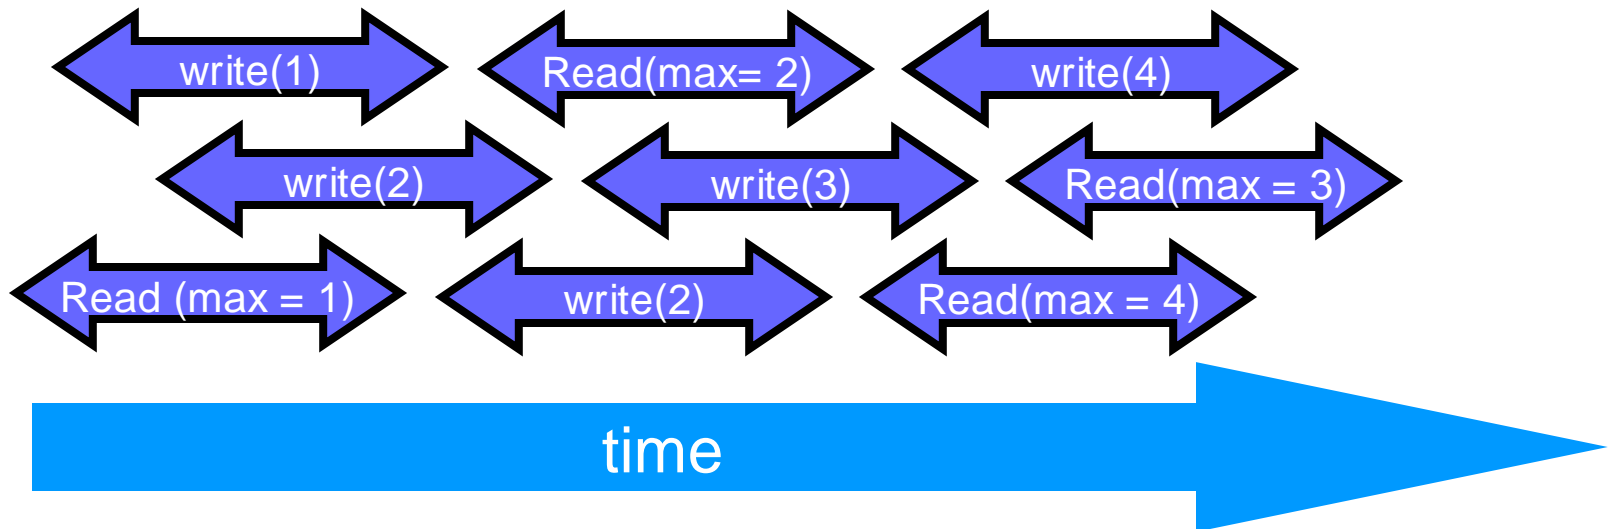 write(1) Read(max= 2) write(4)
write(2) write(3) Read(max = 3)
Read (max = 1) write(2) Read(max = 4)
time